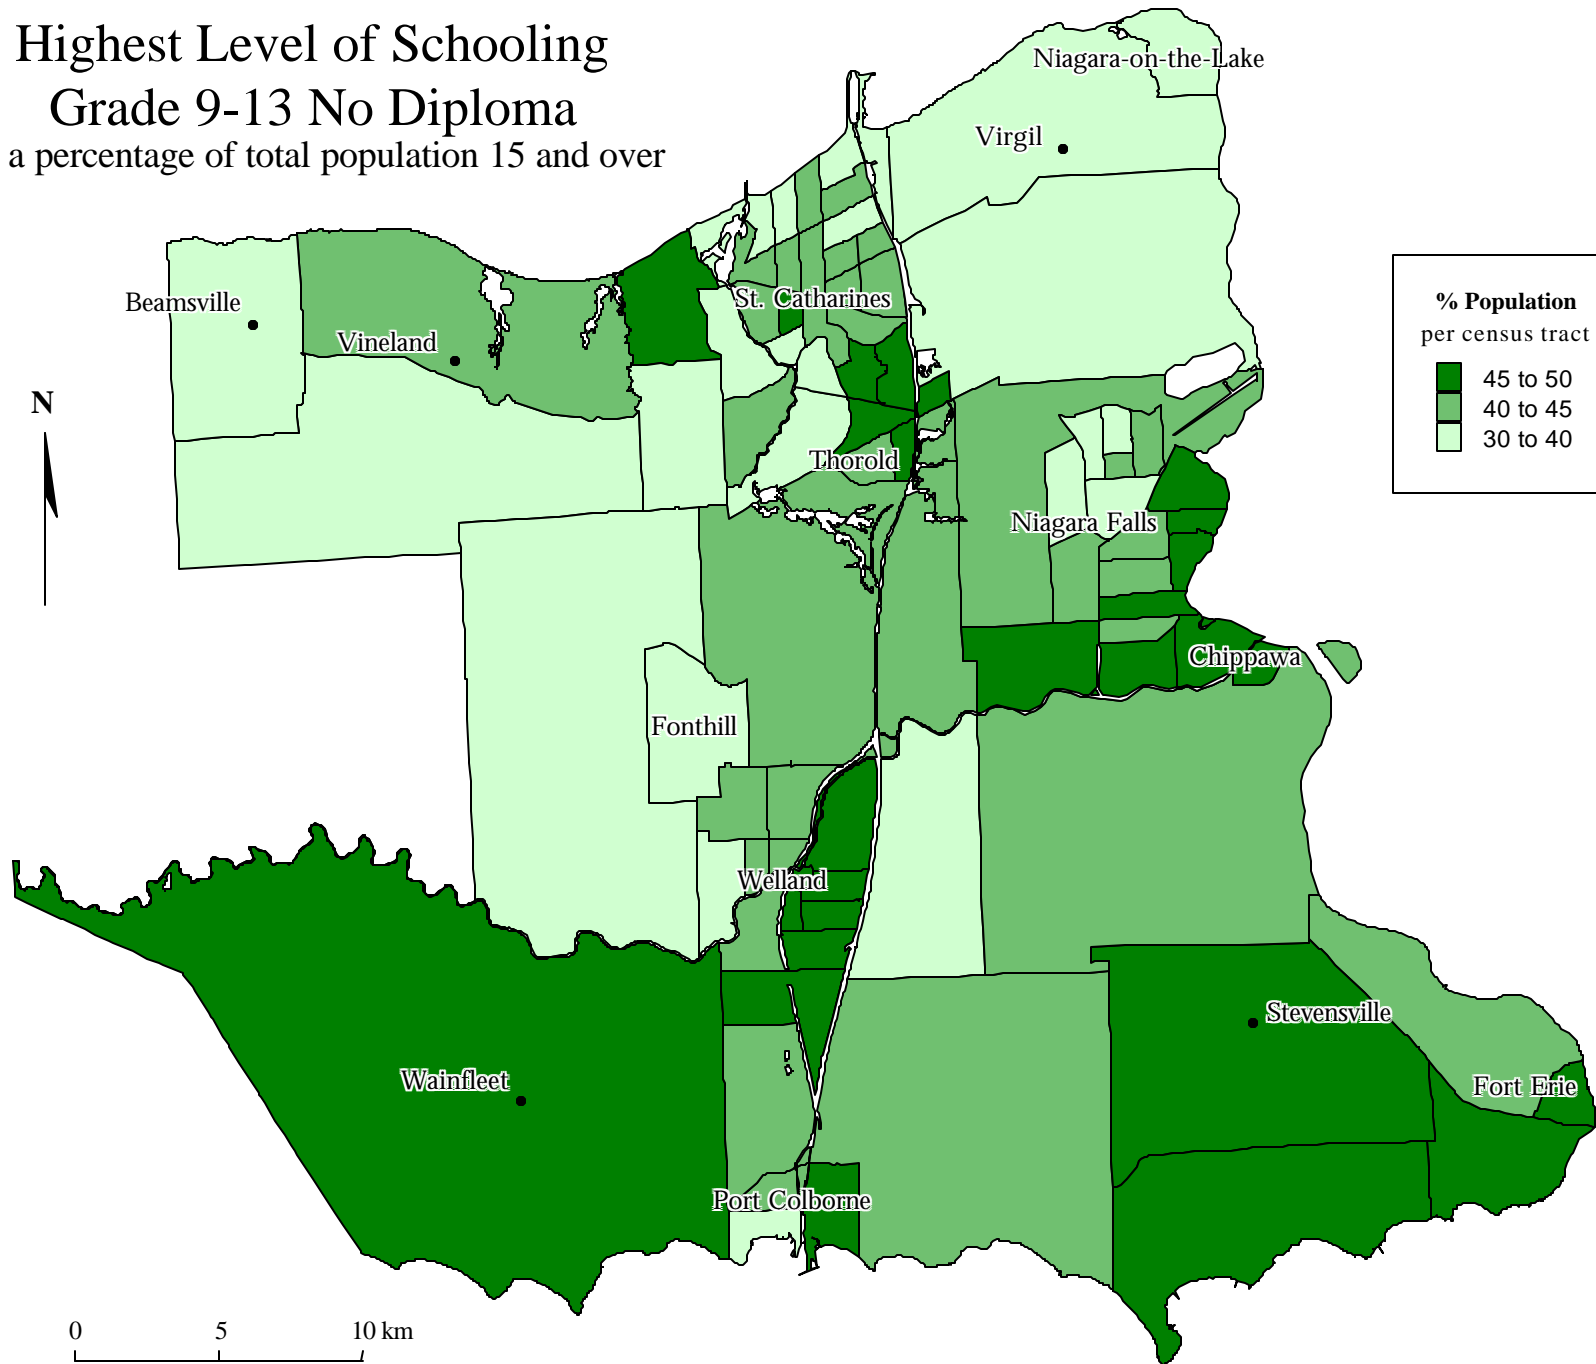 Highest Level of Schooling
Grade 9-13 No Diploma
a percentage of total population 15 and over
Niagara-on-the-Lake
Virgil
Beamsville
St. Catharines
Vineland
% Population
per census tract
45 to 50
40 to 45
30 to 40
N
Thorold
Niagara Falls
Chippawa
Fonthill
Welland
Stevensville
Wainfleet
Fort Erie
Port Colborne
0 5 10 km